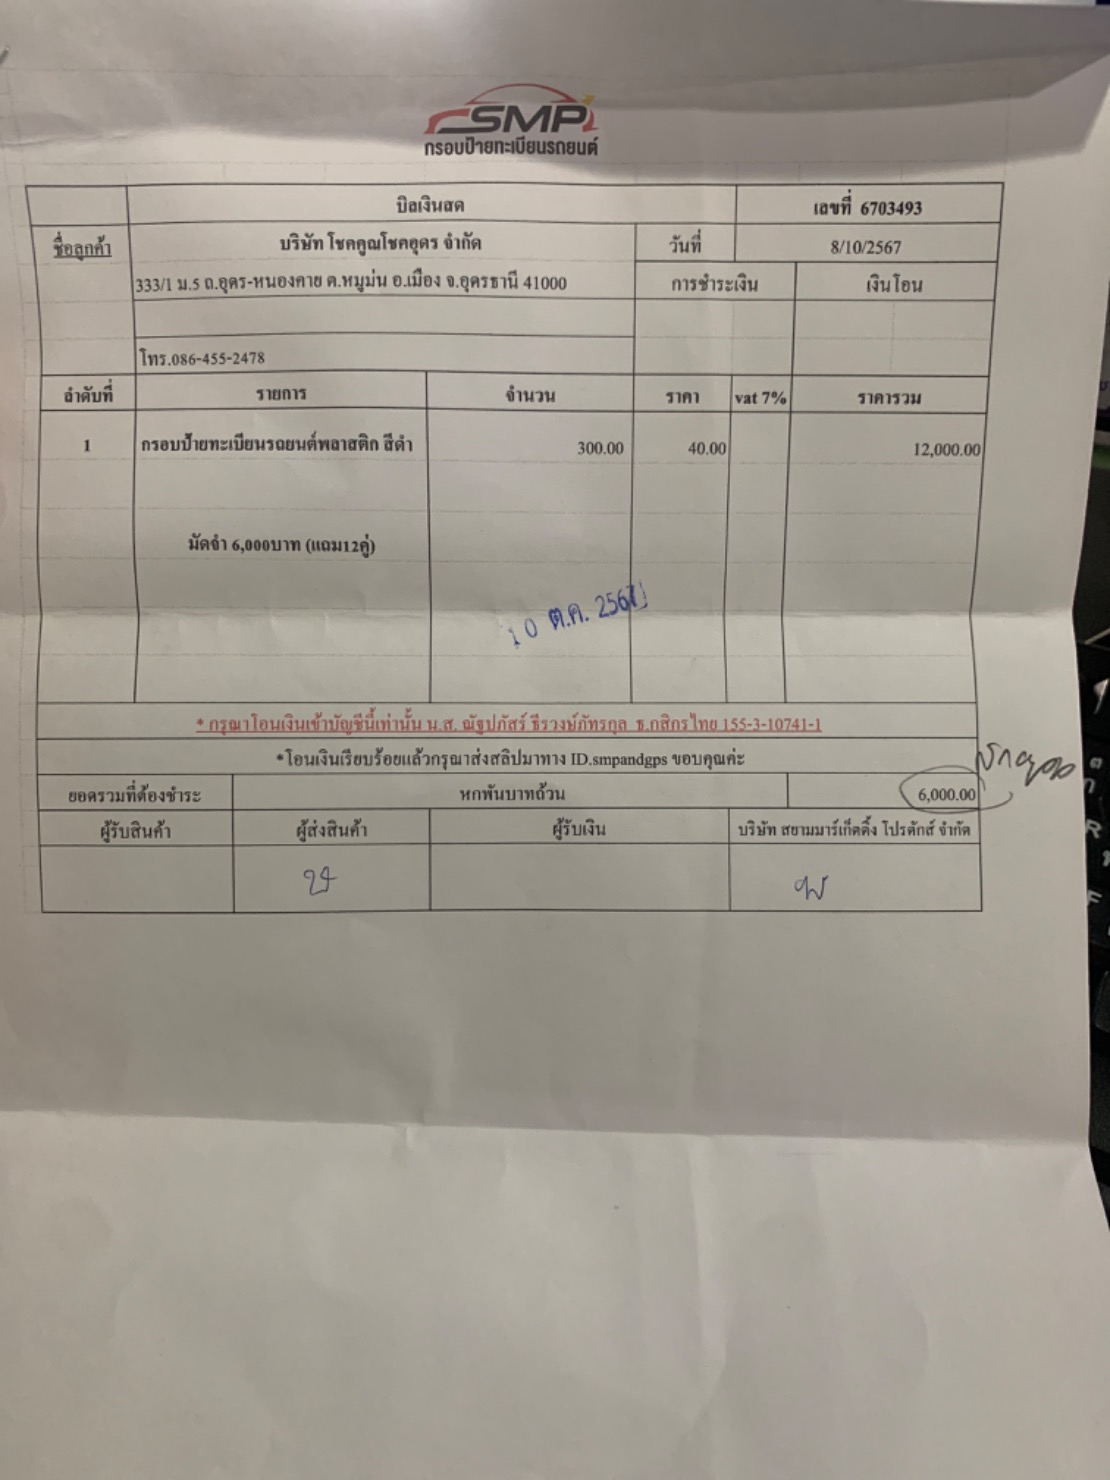 SMP
กรอบป้ายทะเบียนรถยนต์
บิลเงินสด เลขที่ 6703493
ชื่อลูกค้า บริษัท โชคคูณโชคอุดร จำกัด วันที่ 8/10/2567
333/1 ม.5 ถ.อุดร-หนองคาย ต.หมูม่น อ.เมือง จ.อุดรธานี 41000 การชำระเงิน เงินโอน
โทร.086-455-2478
ลำดับที่ รายการ จำนวน ราคา vat 7% ราคารวม
1 กรอบป้ายทะเบียนรถยนต์พลาสติก สีดำ 300.00 40.00 12,000.00
มัดจำ 6,000บาท (แถม12คู่)
10 ต.ค. 2567
* กรุณาโอนเงินเข้าบัญชีนี้เท่านั้น น.ส. ณัฐปภัสร์ ธีรวงษ์ภัทรกุล ธ.กสิกรไทย 155-3-10741-1
*โอนเงินเรียบร้อยแล้วกรุณาส่งสลิปมาทาง ID.smpandgps ขอบคุณค่ะ
ยอดรวมที่ต้องชำระ หกพันบาทถ้วน 6,000.00
ผู้รับสินค้า ผู้ส่งสินค้า ผู้รับเงิน บริษัท สยามมาร์เก็ตติ้ง โปรดักส์ จำกัด